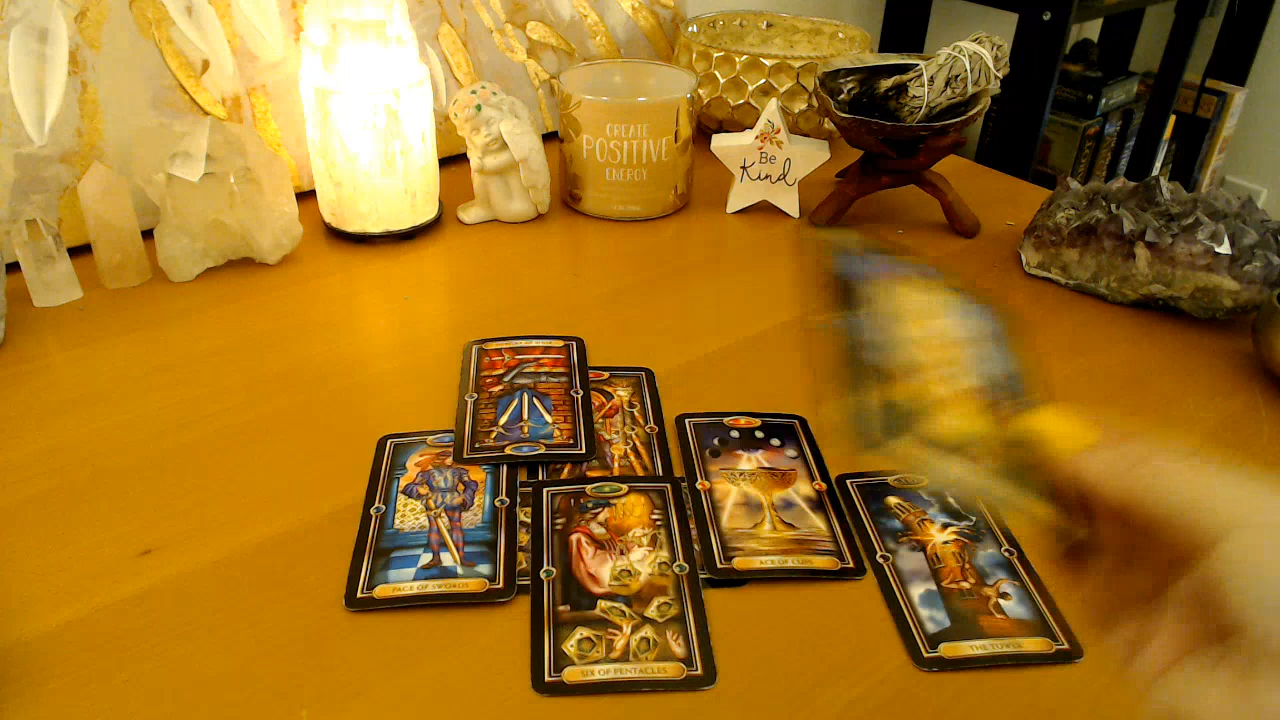 CREATE
POSITIVE
ENERGY
Be
Kind
PAGE OF SWORDS
ACE OF CUPS
THE TOWER
SIX OF PENTACLES